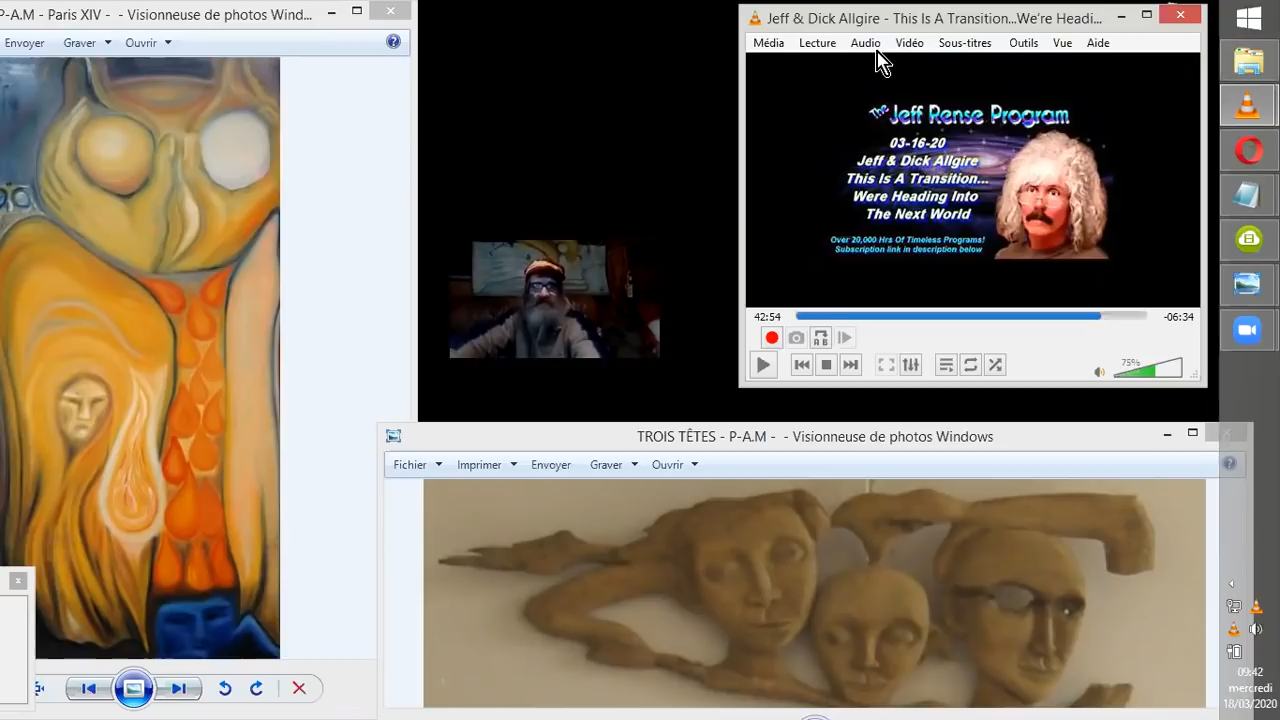 -A.M - Paris XIV - - Visionneuse de photos Wind...
Envoyer Graver Ouvrir
Jeff & Dick Allgire - This Is A Transition...We're Headi...
Média Lecture Audio Vidéo Sous-titres Outils Vue Aide
The Jeff Rense Program
03-16-20
Jeff & Dick Allgire
This Is A Transition...
Were Heading Into
The Next World
Over 20,000 Hrs Of Timeless Programs!
Subscription link in description below
42:54 -06:34
75%
TROIS TÊTES - P-A.M - - Visionneuse de photos Windows
Fichier Imprimer Envoyer Graver Ouvrir
09:42
mercredi
18/03/2020